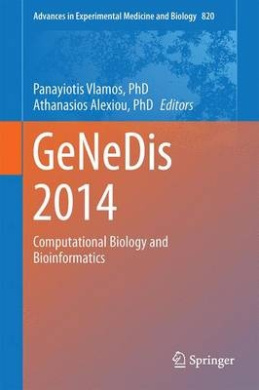 Advances in Experimental Medicine and Biology 820
Panayiotis Vlamos, PhD
Athanasios Alexiou, PhD Editors
GeNeDis
2014
Computational Biology and
Bioinformatics
Springer